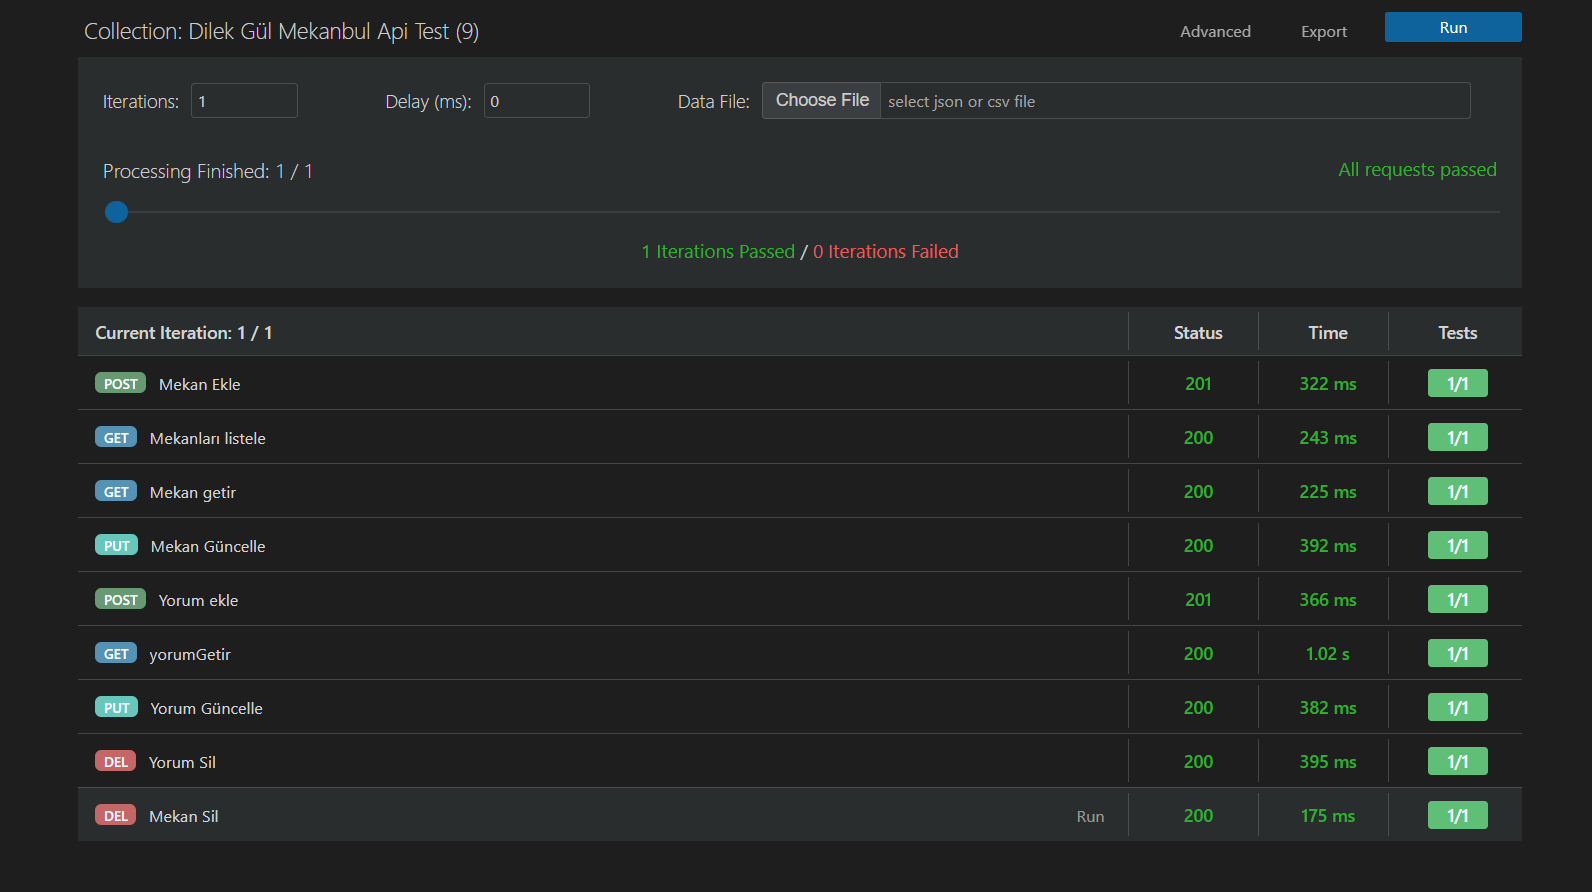 Collection: Dilek Gül Mekanbul Api Test (9) Advanced Export Run
Iterations: 1 Delay (ms): 0 Data File: Choose File select json or csv file
Processing Finished: 1 / 1 All requests passed
1 Iterations Passed / 0 Iterations Failed
Current Iteration: 1 / 1 Status Time Tests
POST Mekan Ekle 201 322 ms 1/1
GET Mekanları listele 200 243 ms 1/1
GET Mekan getir 200 225 ms 1/1
PUT Mekan Güncelle 200 392 ms 1/1
POST Yorum ekle 201 366 ms 1/1
GET yorumGetir 200 1.02 s 1/1
PUT Yorum Güncelle 200 382 ms 1/1
DEL Yorum Sil 200 395 ms 1/1
DEL Mekan Sil Run 200 175 ms 1/1